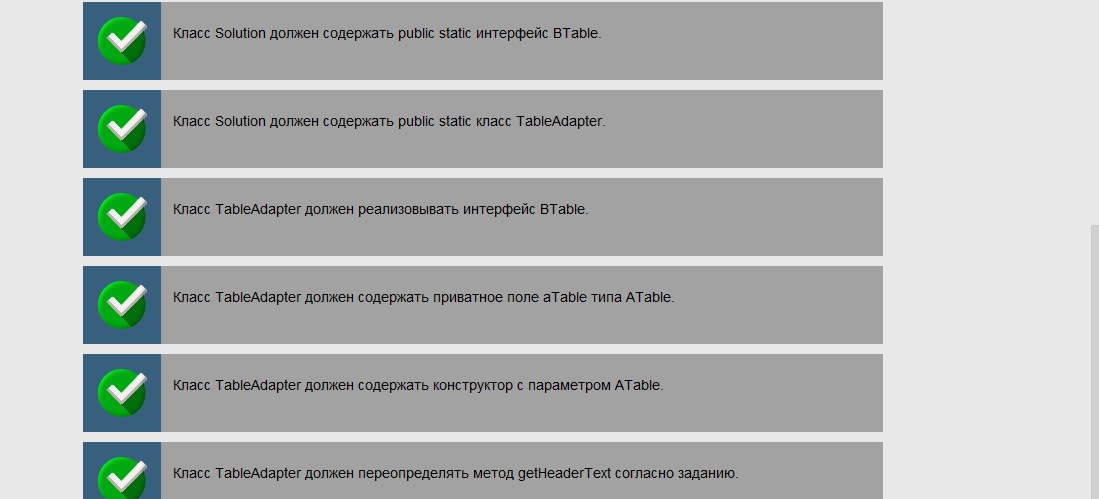 Класс Solution должен содержать public static интерфейс BTable.
Класс Solution должен содержать public static класс TableAdapter.
Класс TableAdapter должен реализовывать интерфейс BTable.
Класс TableAdapter должен содержать приватное поле aTable типа ATable.
Класс TableAdapter должен содержать конструктор с параметром ATable.
Класс TableAdapter должен переопределять метод getHeaderText согласно заданию.